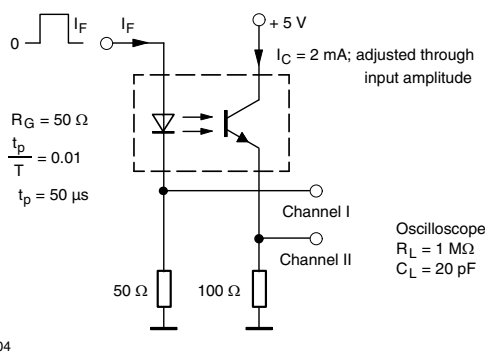 0
I_F
I_F
+ 5 V
I_C = 2 mA; adjusted through
input amplitude
R_G = 50 Ω
t_p
T
= 0.01
t_p = 50 μs
Channel I
Channel II
50 Ω
100 Ω
Oscilloscope
R_L = 1 MΩ
C_L = 20 pF
04